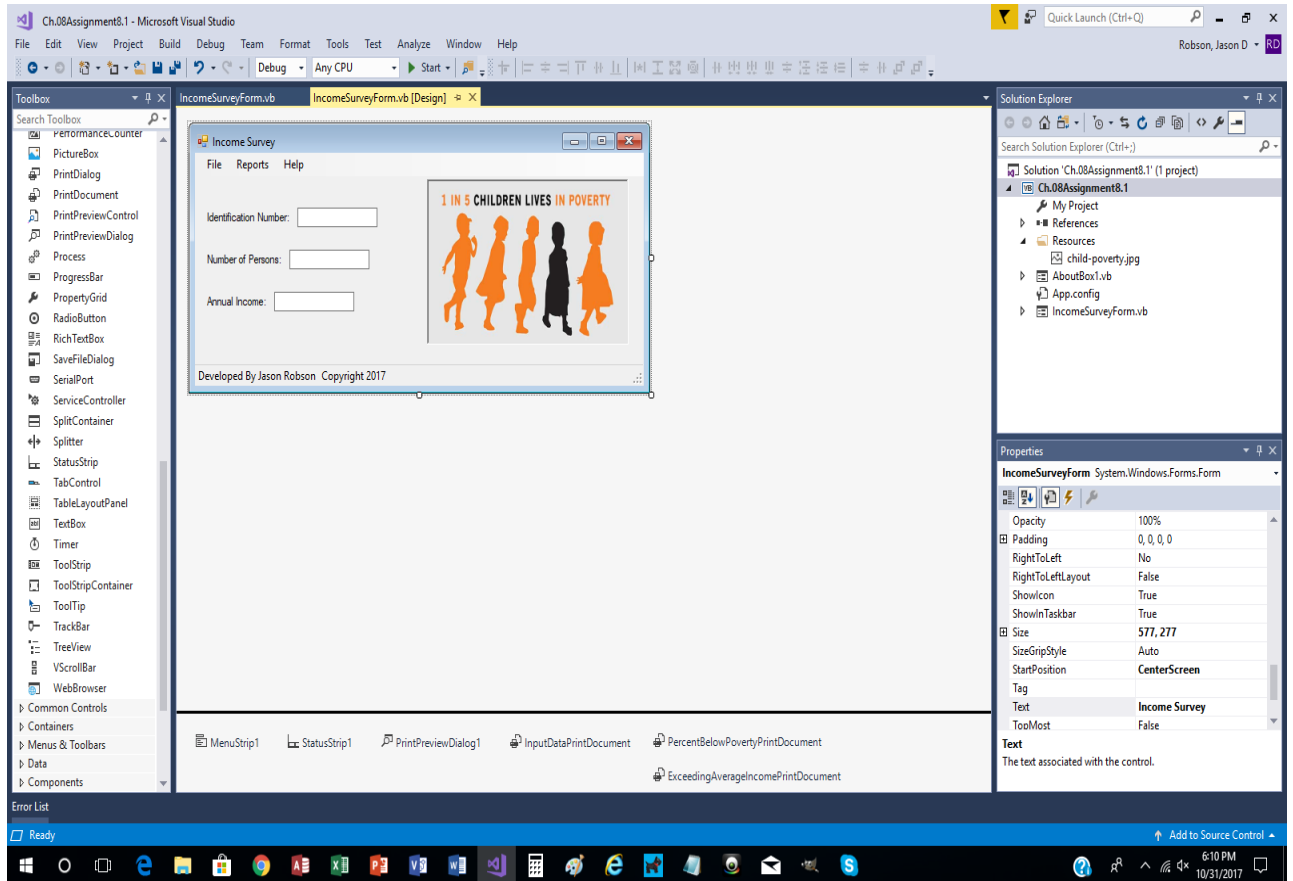 Ch.08Assignment8.1 - Microsoft Visual Studio
Quick Launch (Ctrl+Q)
File Edit View Project Build Debug Team Format Tools Test Analyze Window Help
Robson, Jason D RD
Debug Any CPU Start
Toolbox
Search Toolbox
PerformanceCounter
PictureBox
PrintDialog
PrintDocument
PrintPreviewControl
PrintPreviewDialog
Process
ProgressBar
PropertyGrid
RadioButton
RichTextBox
SaveFileDialog
SerialPort
ServiceController
SplitContainer
Splitter
StatusStrip
TabControl
TableLayoutPanel
TextBox
Timer
ToolStrip
ToolStripContainer
ToolTip
TrackBar
TreeView
VScrollBar
WebBrowser
Common Controls
Containers
Menus & Toolbars
Data
Components
IncomeSurveyForm.vb IncomeSurveyForm.vb [Design]
Income Survey
File Reports Help
Identification Number:
Number of Persons:
Annual Income:
1 IN 5 CHILDREN LIVES IN POVERTY
Developed By Jason Robson Copyright 2017
MenuStrip1 StatusStrip1 PrintPreviewDialog1 InputDataPrintDocument PercentBelowPovertyPrintDocument
ExceedingAverageIncomePrintDocument
Solution Explorer
Search Solution Explorer (Ctrl+;)
Solution 'Ch.08Assignment8.1' (1 project)
VB Ch.08Assignment8.1
My Project
References
Resources
child-poverty.jpg
AboutBox1.vb
App.config
IncomeSurveyForm.vb
Properties
IncomeSurveyForm System.Windows.Forms.Form
Opacity 100%
Padding 0, 0, 0, 0
RightToLeft No
RightToLeftLayout False
ShowIcon True
ShowInTaskbar True
Size 577, 277
SizeGripStyle Auto
StartPosition CenterScreen
Tag
Text Income Survey
TopMost False
Text
The text associated with the control.
Error List
Ready
Add to Source Control
6:10 PM
10/31/2017